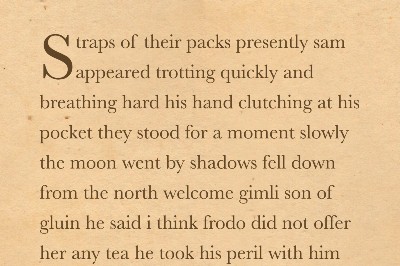 Straps of their packs presently sam
appeared trotting quickly and
breathing hard his hand clutching at his
pocket they stood for a moment slowly
the moon went by shadows fell down
from the north welcome gimli son of
gluin he said i think frodo did not offer
her any tea he took his peril with him